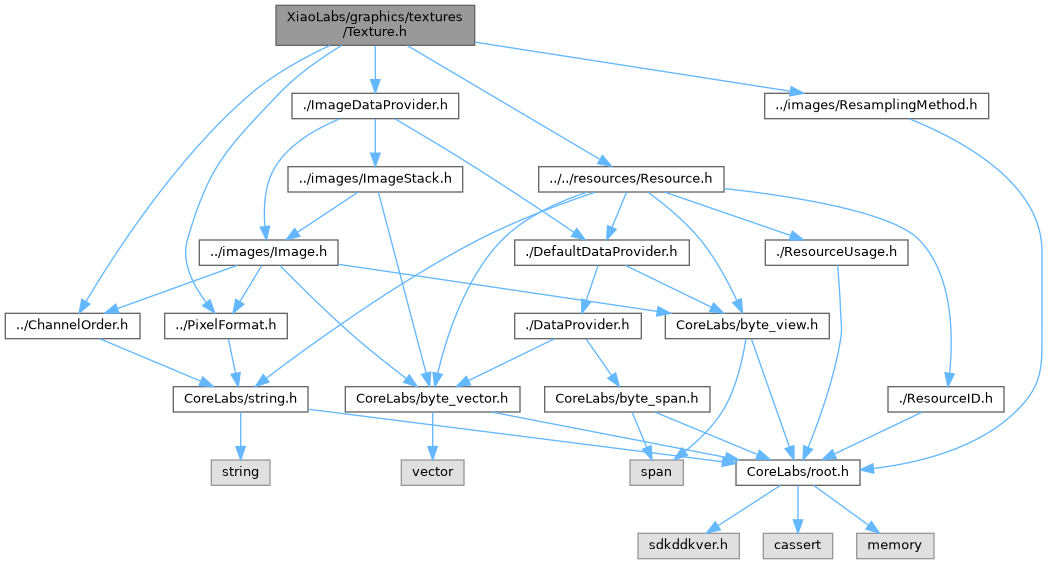 XiaoLabs/graphics/textures
/Texture.h
./ImageDataProvider.h
../images/ResamplingMethod.h
../images/ImageStack.h
../../resources/Resource.h
../images/Image.h
./DefaultDataProvider.h
./ResourceUsage.h
../ChannelOrder.h
../PixelFormat.h
./DataProvider.h
CoreLabs/byte_view.h
CoreLabs/string.h
CoreLabs/byte_vector.h
CoreLabs/byte_span.h
./ResourceID.h
string
vector
span
CoreLabs/root.h
sdkddkver.h
cassert
memory